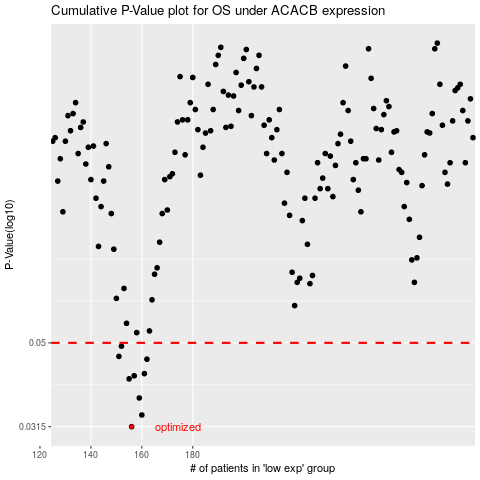 Cumulative P-Value plot for OS under ACACB expression
P-Value(log10)
0.05
0.0315
optimized
120 140 160 180
# of patients in 'low exp' group